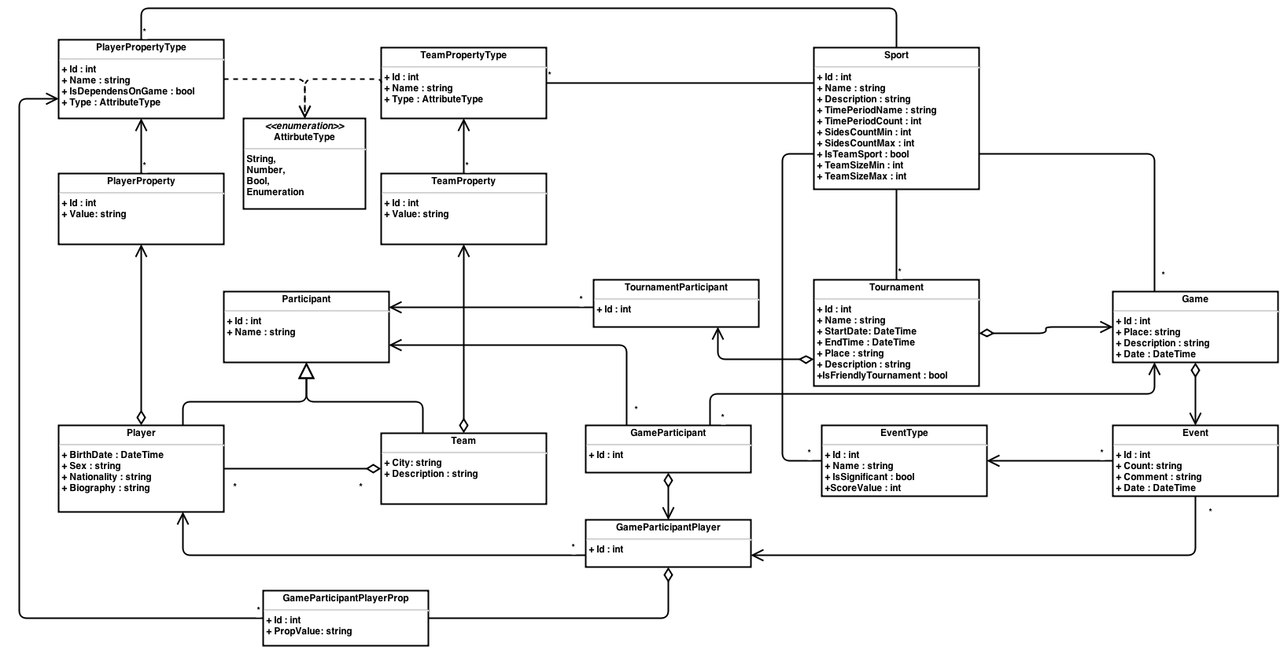 PlayerPropertyType
+ Id : int
+ Name : string
+ IsDependensOnGame : bool
+ Type : AttributeType
*
TeamPropertyType
+ Id : int
+ Name : string
+ Type : AttributeType
*
Sport
+ Id : int
+ Name : string
+ Description : string
+ TimePeriodName : string
+ TimePeriodCount : int
+ SidesCountMin : int
+ SidesCountMax : int
+ IsTeamSport : bool
+ TeamSizeMin : int
+ TeamSizeMax : int
<<enumeration>>
AttirbuteType
String,
Number,
Bool,
Enumeration
*
PlayerProperty
+ Id : int
+ Value: string
*
TeamProperty
+ Id : int
+ Value: string
Participant
+ Id : int
+ Name : string
*
TournamentParticipant
+ Id : int
*
Tournament
+ Id : int
+ Name : string
+ StartDate: DateTime
+ EndTime : DateTime
+ Place : string
+ Description : string
+IsFriendlyTournament : bool
*
Game
+ Id : int
+ Place: string
+ Description : string
+ Date : DateTime
Player
+ BirthDate : DateTime
+ Sex : string
+ Nationality : string
+ Biography : string
*
*
Team
+ City: string
+ Description : string
*
*
GameParticipant
+ Id : int
*
EventType
+ Id : int
+ Name : string
+ IsSignificant : bool
+ScoreValue : int
*
Event
+ Id : int
+ Count: string
+ Comment : string
+ Date : DateTime
*
*
GameParticipantPlayer
+ Id : int
*
GameParticipantPlayerProp
+ Id : int
+ PropValue: string